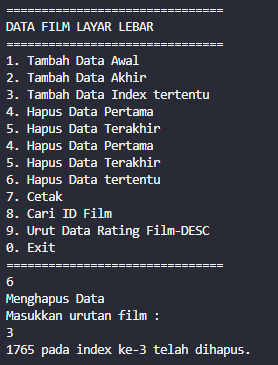 ===============================
DATA FILM LAYAR LEBAR
===============================
1. Tambah Data Awal
2. Tambah Data Akhir
3. Tambah Data Index tertentu
4. Hapus Data Pertama
5. Hapus Data Terakhir
4. Hapus Data Pertama
5. Hapus Data Terakhir
6. Hapus Data tertentu
7. Cetak
8. Cari ID Film
9. Urut Data Rating Film-DESC
0. Exit
===============================
6
Menghapus Data
Masukkan urutan film :
3
1765 pada index ke-3 telah dihapus.